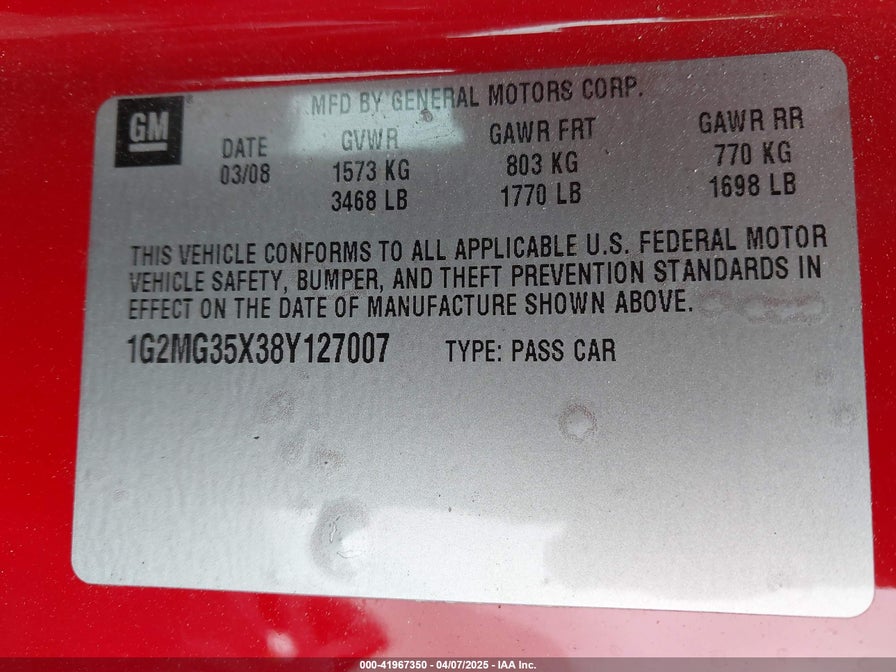 GM
MFD BY GENERAL MOTORS CORP.
DATE GVWR GAWR FRT GAWR RR
03/08 1573 KG 803 KG 770 KG
3468 LB 1770 LB 1698 LB
THIS VEHICLE CONFORMS TO ALL APPLICABLE U.S. FEDERAL MOTOR
VEHICLE SAFETY, BUMPER, AND THEFT PREVENTION STANDARDS IN
EFFECT ON THE DATE OF MANUFACTURE SHOWN ABOVE.
1G2MG35X38Y127007 TYPE: PASS CAR
000-41967350 - 04/07/2025 - IAA Inc.